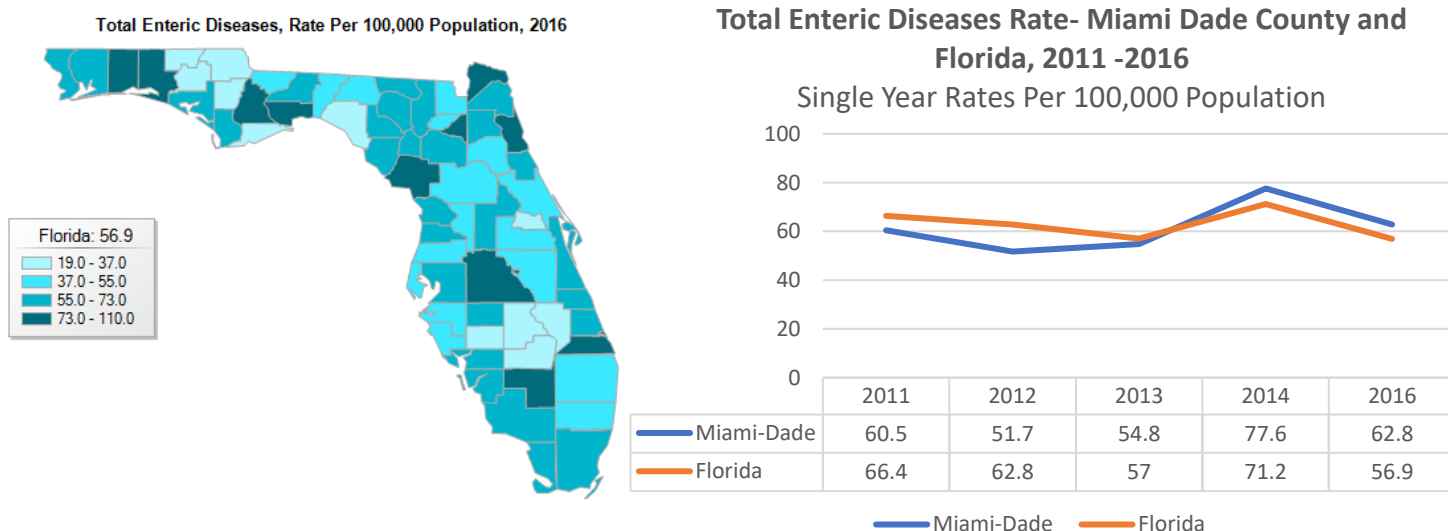 Total Enteric Diseases, Rate Per 100,000 Population, 2016
Florida: 56.9
19.0 - 37.0
37.0 - 55.0
55.0 - 73.0
73.0 - 110.0
Total Enteric Diseases Rate- Miami Dade County and
Florida, 2011 -2016
Single Year Rates Per 100,000 Population
100
80
60
40
20
0
2011 2012 2013 2014 2016
Miami-Dade 60.5 51.7 54.8 77.6 62.8
Florida 66.4 62.8 57 71.2 56.9
Miami-Dade Florida